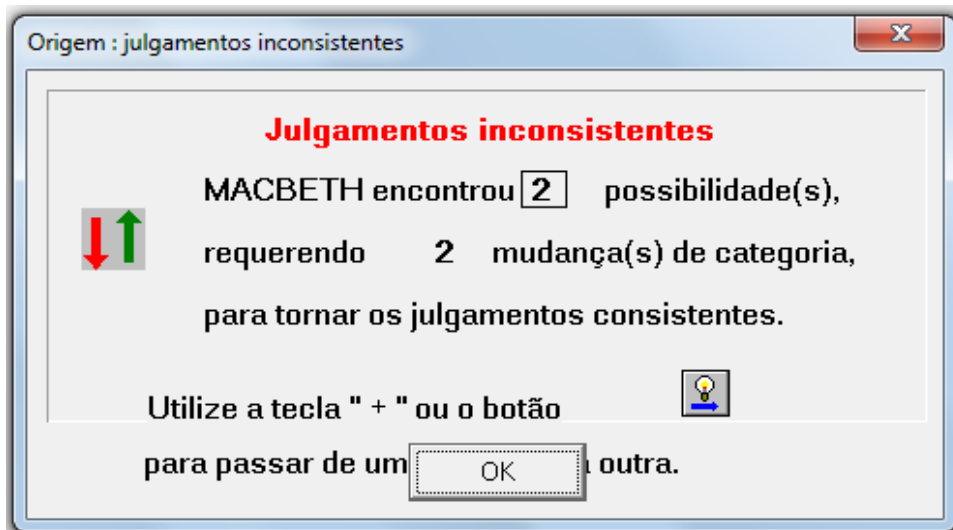 Origem : julgamentos inconsistentes
Julgamentos inconsistentes
MACBETH encontrou 2 possibilidade(s),
requerendo 2 mudança(s) de categoria,
para tornar os julgamentos consistentes.
Utilize a tecla " + " ou o botão
para passar de um outra.
OK